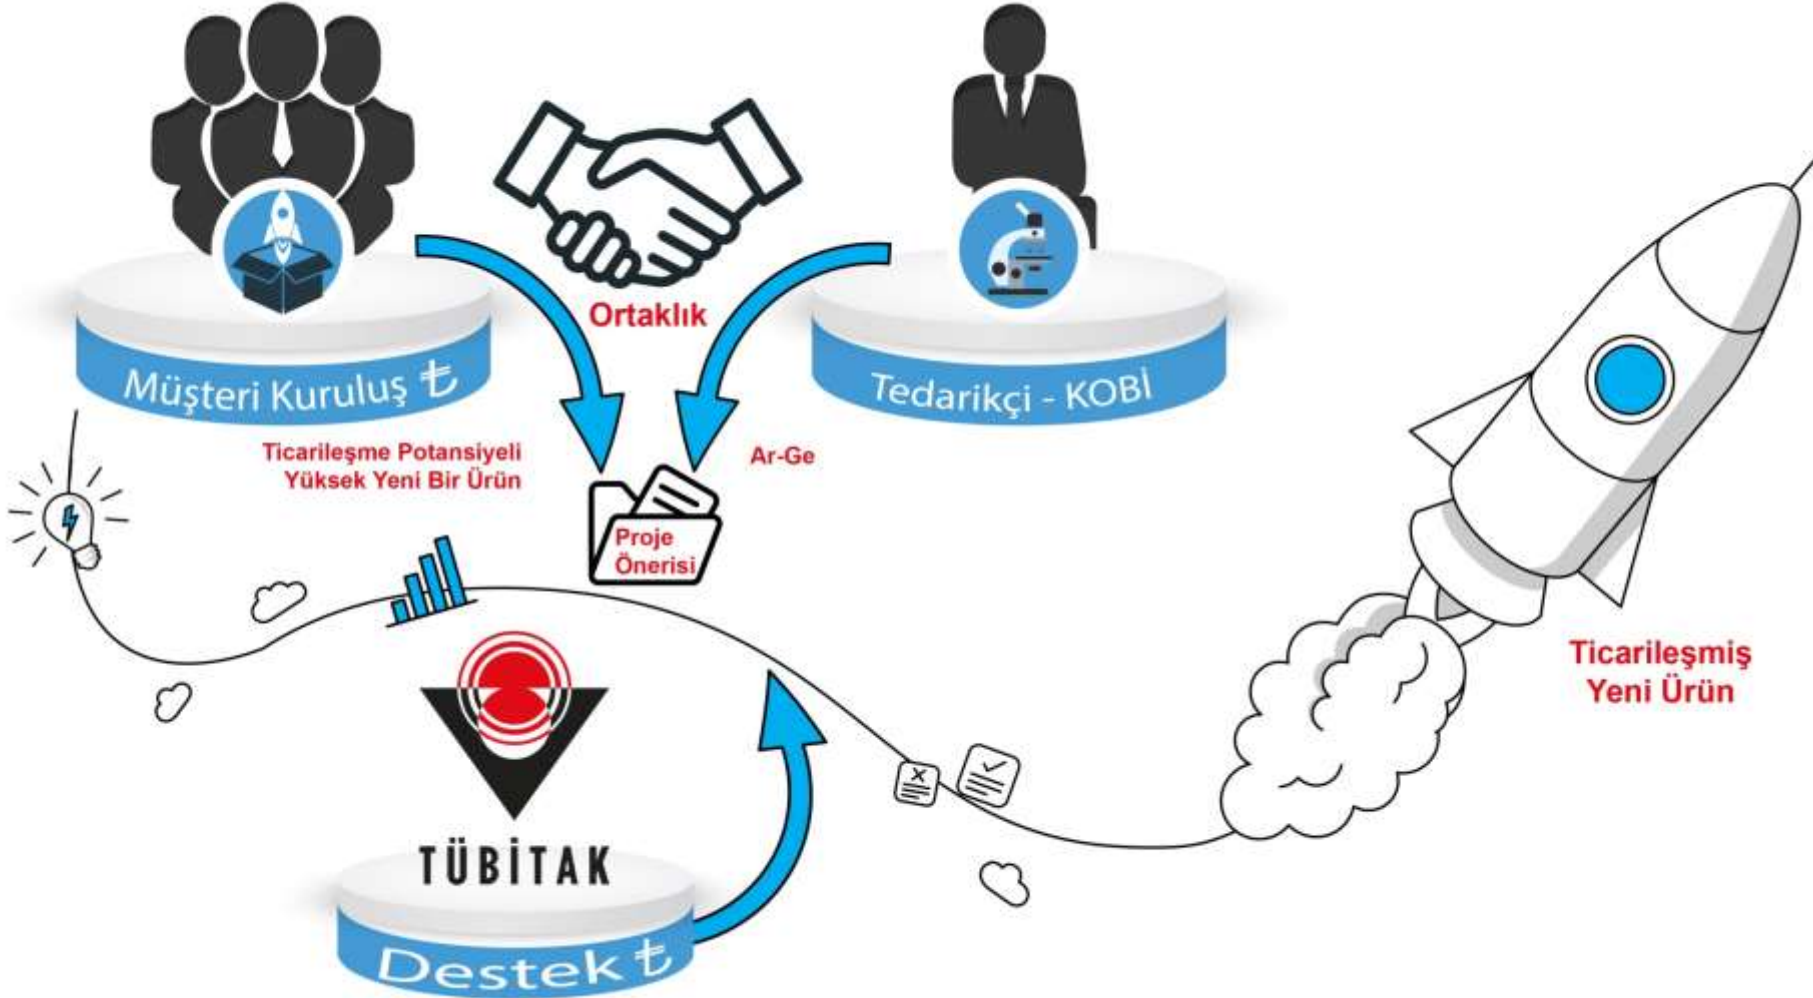 Ortaklık
Müşteri Kuruluş ₺
Tedarikçi - KOBİ
Ticarileşme Potansiyeli
Yüksek Yeni Bir Ürün
Ar-Ge
Proje
Önerisi
Ticarileşmiş
Yeni Ürün
TÜBİTAK
Destek ₺